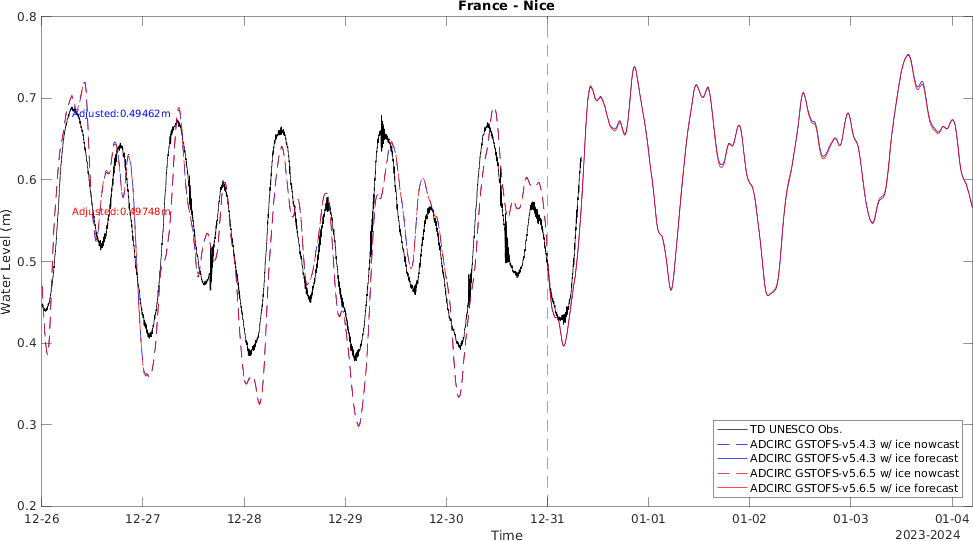 France - Nice
0.8
0.7
0.6
0.5
0.4
0.3
0.2
Water Level (m)
Adjusted:0.49462m
Adjusted:0.49748m
TD UNESCO Obs.
ADCIRC GSTOFS-v5.4.3 w/ ice nowcast
ADCIRC GSTOFS-v5.4.3 w/ ice forecast
ADCIRC GSTOFS-v5.6.5 w/ ice nowcast
ADCIRC GSTOFS-v5.6.5 w/ ice forecast
12-26 12-27 12-28 12-29 12-30 12-31 01-01 01-02 01-03 01-04
Time
2023-2024